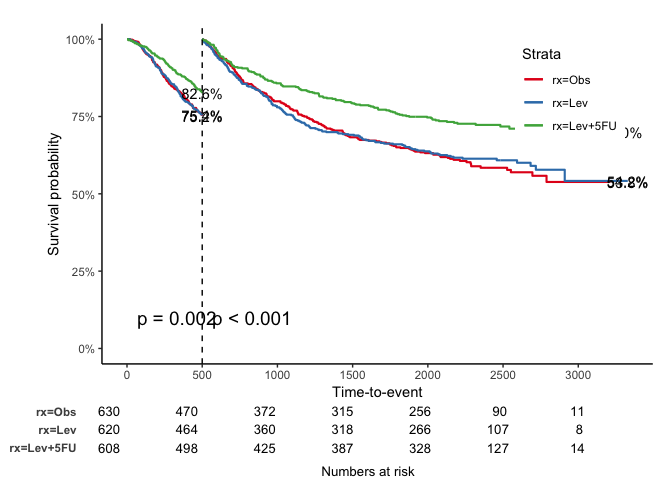 100%
75%
50%
25%
0%
Survival probability
Strata
rx=Obs
rx=Lev
rx=Lev+5FU
82.6%
0%
p = 0.002
p < 0.001
0 500 1000 1500 2000 2500 3000
Time-to-event
rx=Obs 630 470 372 315 256 90 11
rx=Lev 620 464 360 318 266 107 8
rx=Lev+5FU 608 498 425 387 328 127 14
Numbers at risk